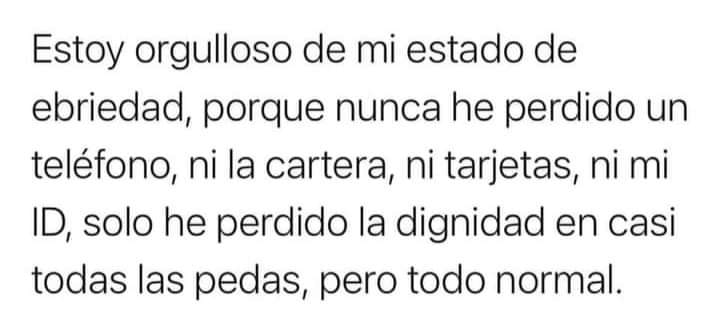 Estoy orgulloso de mi estado de
ebriedad, porque nunca he perdido un
teléfono, ni la cartera, ni tarjetas, ni mi
ID, solo he perdido la dignidad en casi
todas las pedas, pero todo normal.